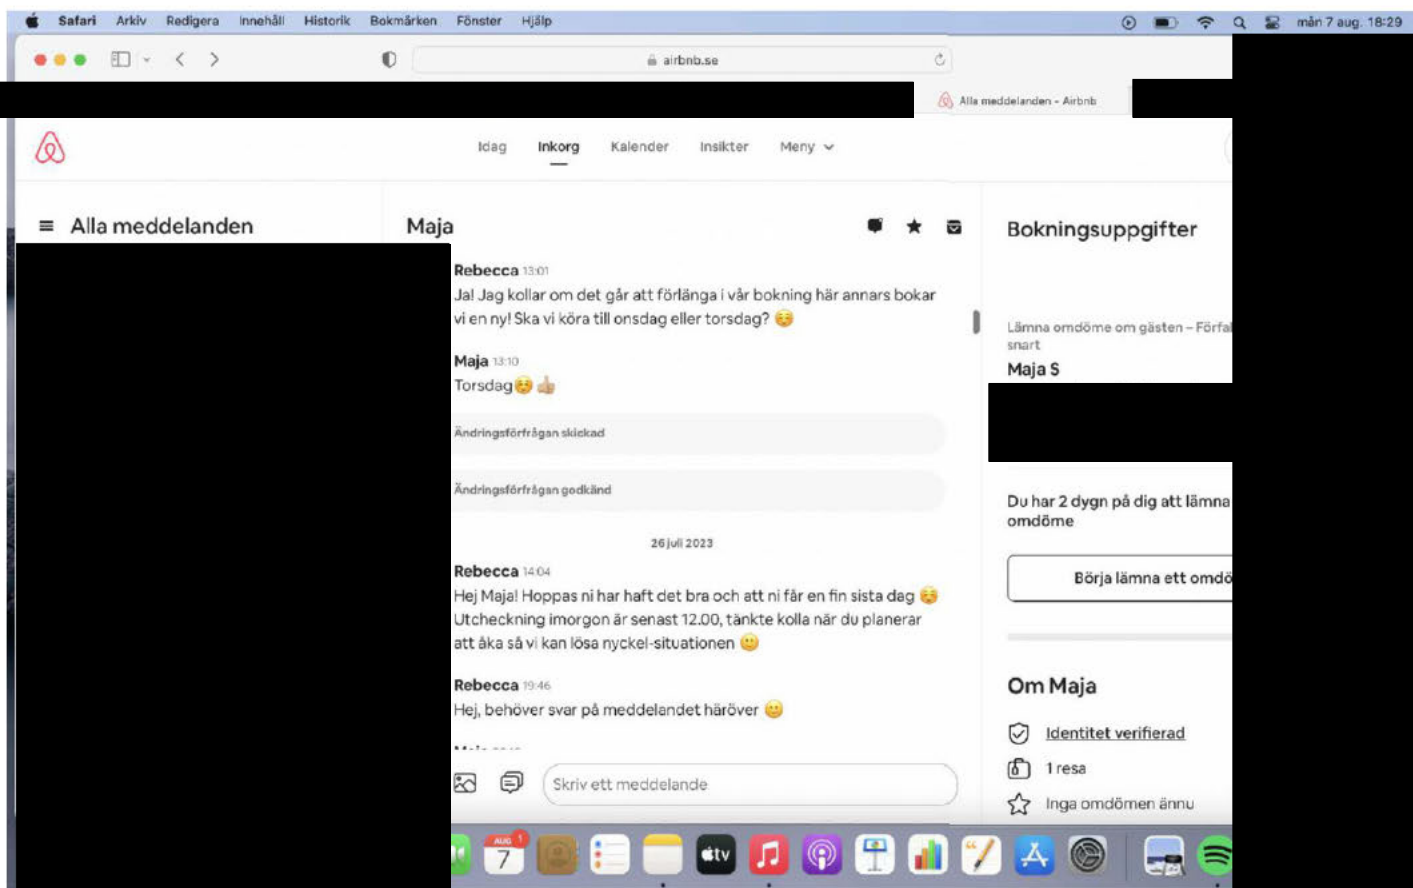 Safari Arkiv Redigera Innehåll Historik Bokmärken Fönster Hjälp mån 7 aug. 18:29
airbnb.se
Alla meddelanden - Airbnb
Idag Inkorg Kalender Insikter Meny
Alla meddelanden
Maja
Bokningsuppgifter
Rebecca 13:01
Ja! Jag kollar om det går att förlänga i vår bokning här annars bokar
vi en ny! Ska vi köra till onsdag eller torsdag? ☺️
Maja 13:10
Torsdag☺️👍🏼
Ändringsförfrågan skickad
Ändringsförfrågan godkänd
26 juli 2023
Rebecca 14:04
Hej Maja! Hoppas ni har haft det bra och att ni får en fin sista dag ☺️
Utcheckning imorgon är senast 12.00, tänkte kolla när du planerar
att åka så vi kan lösa nyckel-situationen 🙂
Rebecca 19:46
Hej, behöver svar på meddelandet häröver 🙂
Skriv ett meddelande
Lämna omdöme om gästen – Förfal
snart
Maja S
Du har 2 dygn på dig att lämna
omdöme
Börja lämna ett omdö
Om Maja
Identitet verifierad
1 resa
Inga omdömen ännu
AUG 1
7
tv